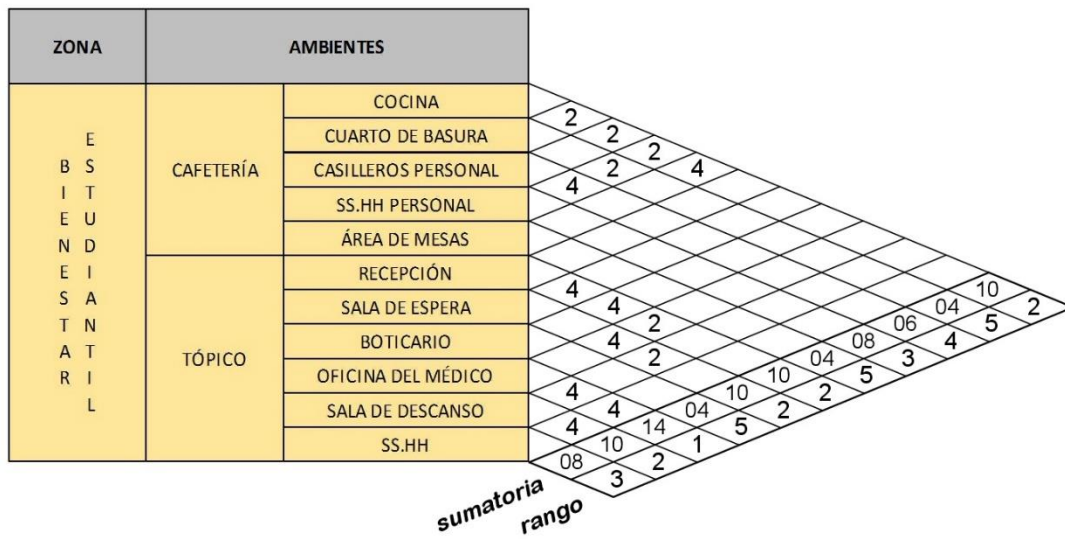 ZONA
AMBIENTES
BIENESTAR
ESTUDIANTIL
CAFETERÍA
COCINA
CUARTO DE BASURA
CASILLEROS PERSONAL
SS.HH PERSONAL
ÁREA DE MESAS
TÓPICO
RECEPCIÓN
SALA DE ESPERA
BOTICARIO
OFICINA DEL MÉDICO
SALA DE DESCANSO
SS.HH
2
2
2
2
4
4
4
4
2
4
2
4
4
4
08 10 14 04 10 10 04 08 06 04 10
3 2 1 5 2 2 5 3 4 5 2
sumatoria
rango